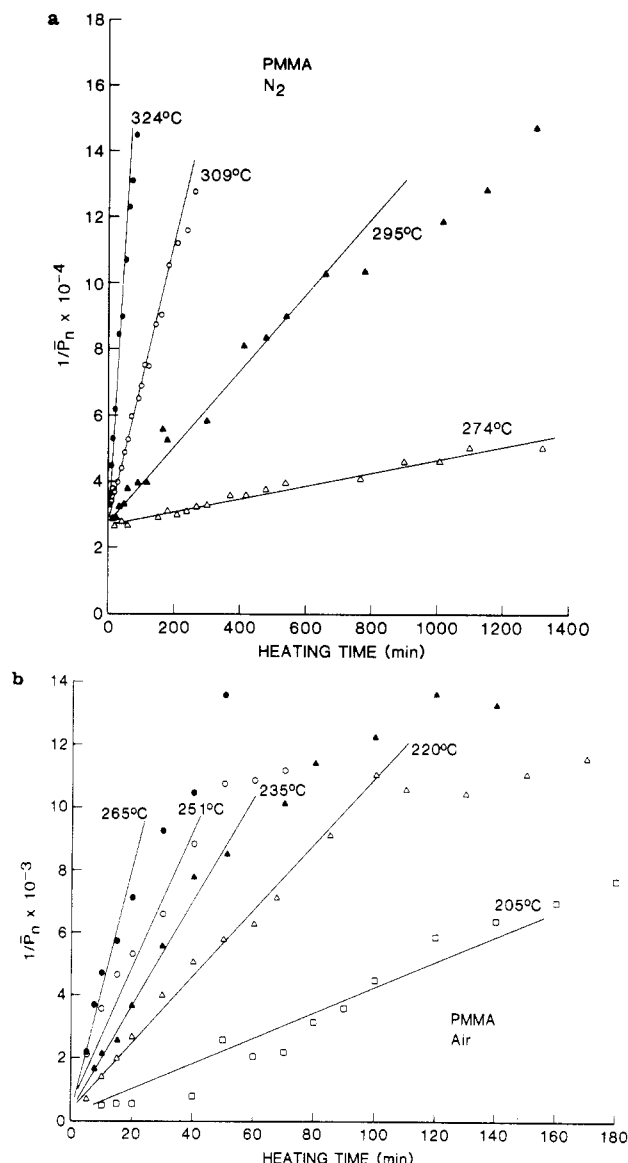 a
18
16
14
12
10
8
6
4
2
0
1/P̄n x 10⁻⁴
PMMA
N₂
324°C
309°C
295°C
274°C
0 200 400 600 800 1000 1200 1400
HEATING TIME (min)
b
14
12
10
8
6
4
2
0
1/P̄n x 10⁻³
265°C
251°C
235°C
220°C
205°C
PMMA
Air
0 20 40 60 80 100 120 140 160 180
HEATING TIME (min)